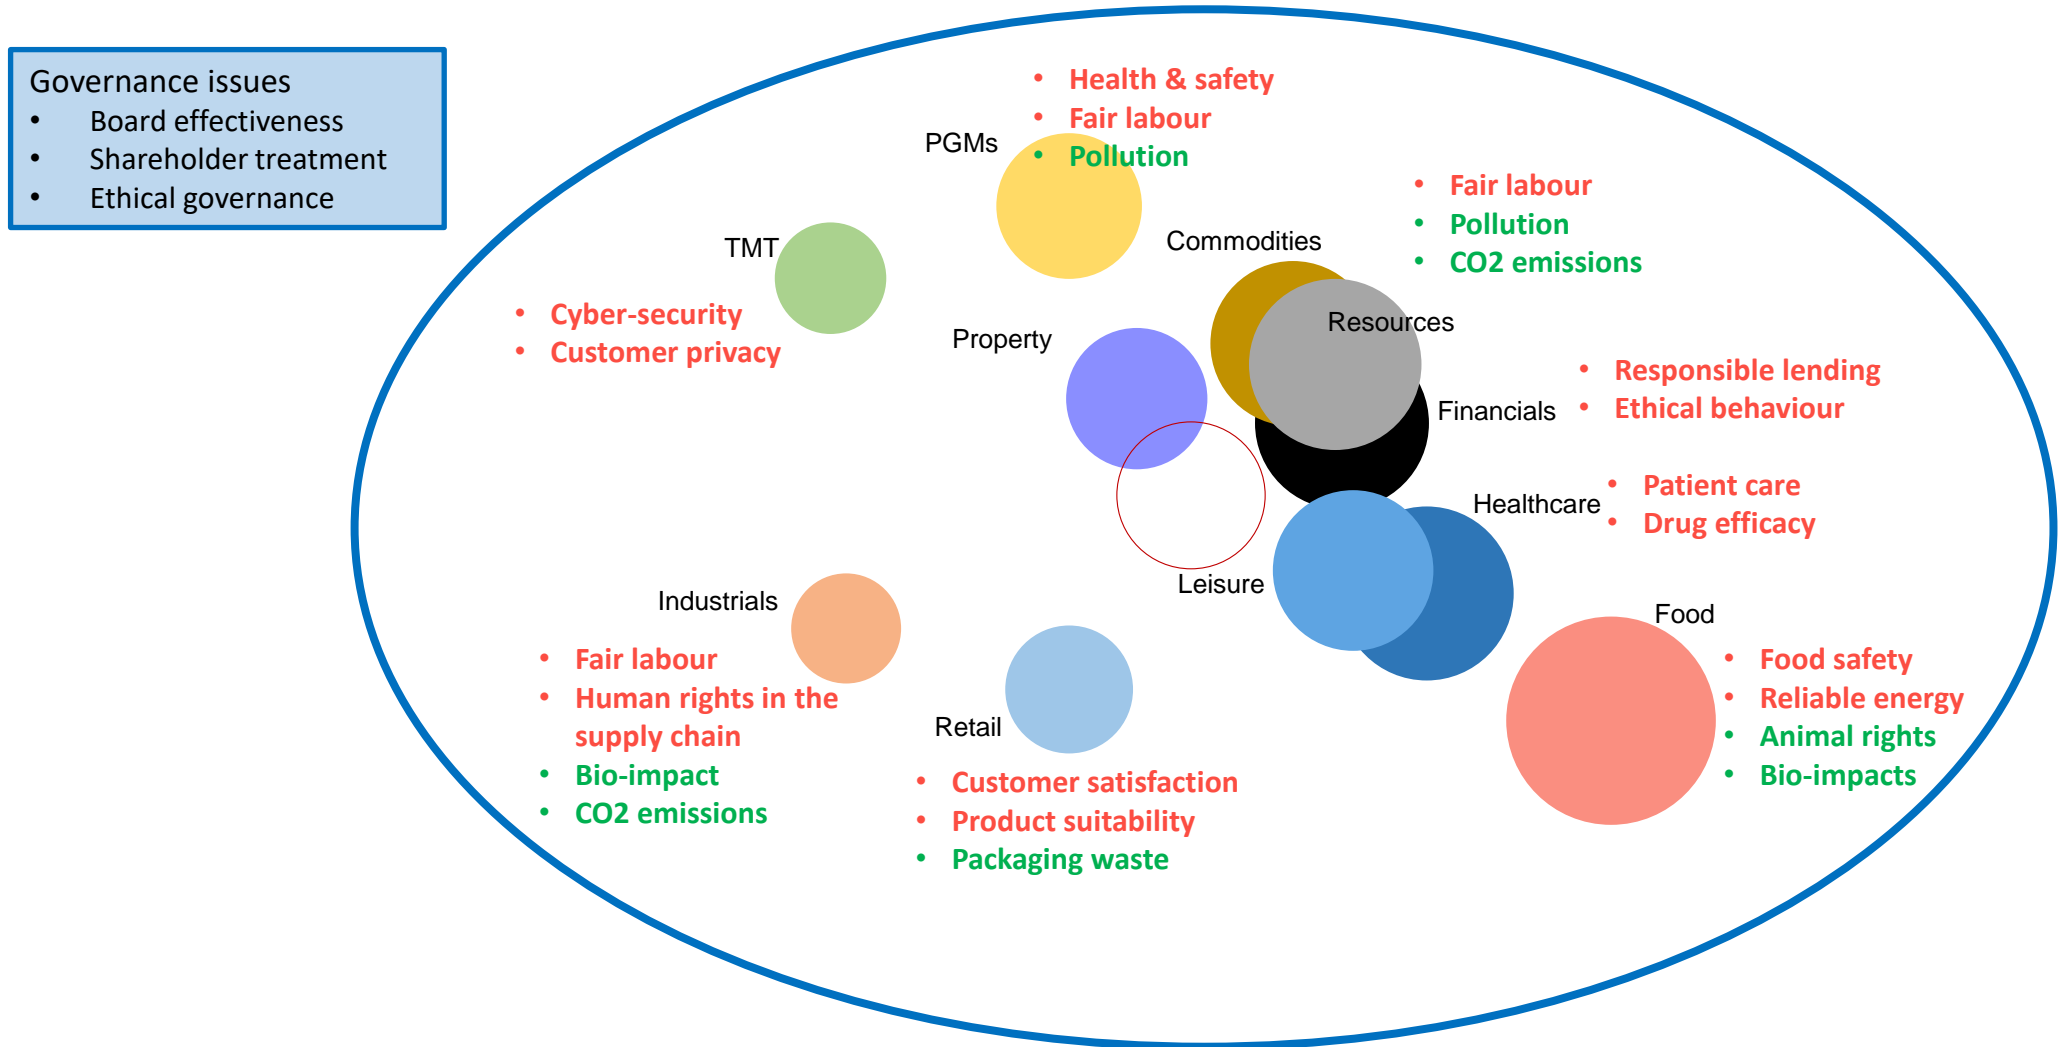 Governance issues
• Board effectiveness
• Shareholder treatment
• Ethical governance
• Health & safety
• Fair labour
• Pollution
PGMs
• Fair labour
• Pollution
• CO2 emissions
Commodities
TMT
• Cyber-security
• Customer privacy
Resources
Property
• Responsible lending
• Ethical behaviour
Financials
• Patient care
• Drug efficacy
Healthcare
Leisure
Industrials
• Fair labour
• Human rights in the
supply chain
• Bio-impact
• CO2 emissions
Food
• Food safety
• Reliable energy
• Animal rights
• Bio-impacts
Retail
• Customer satisfaction
• Product suitability
• Packaging waste